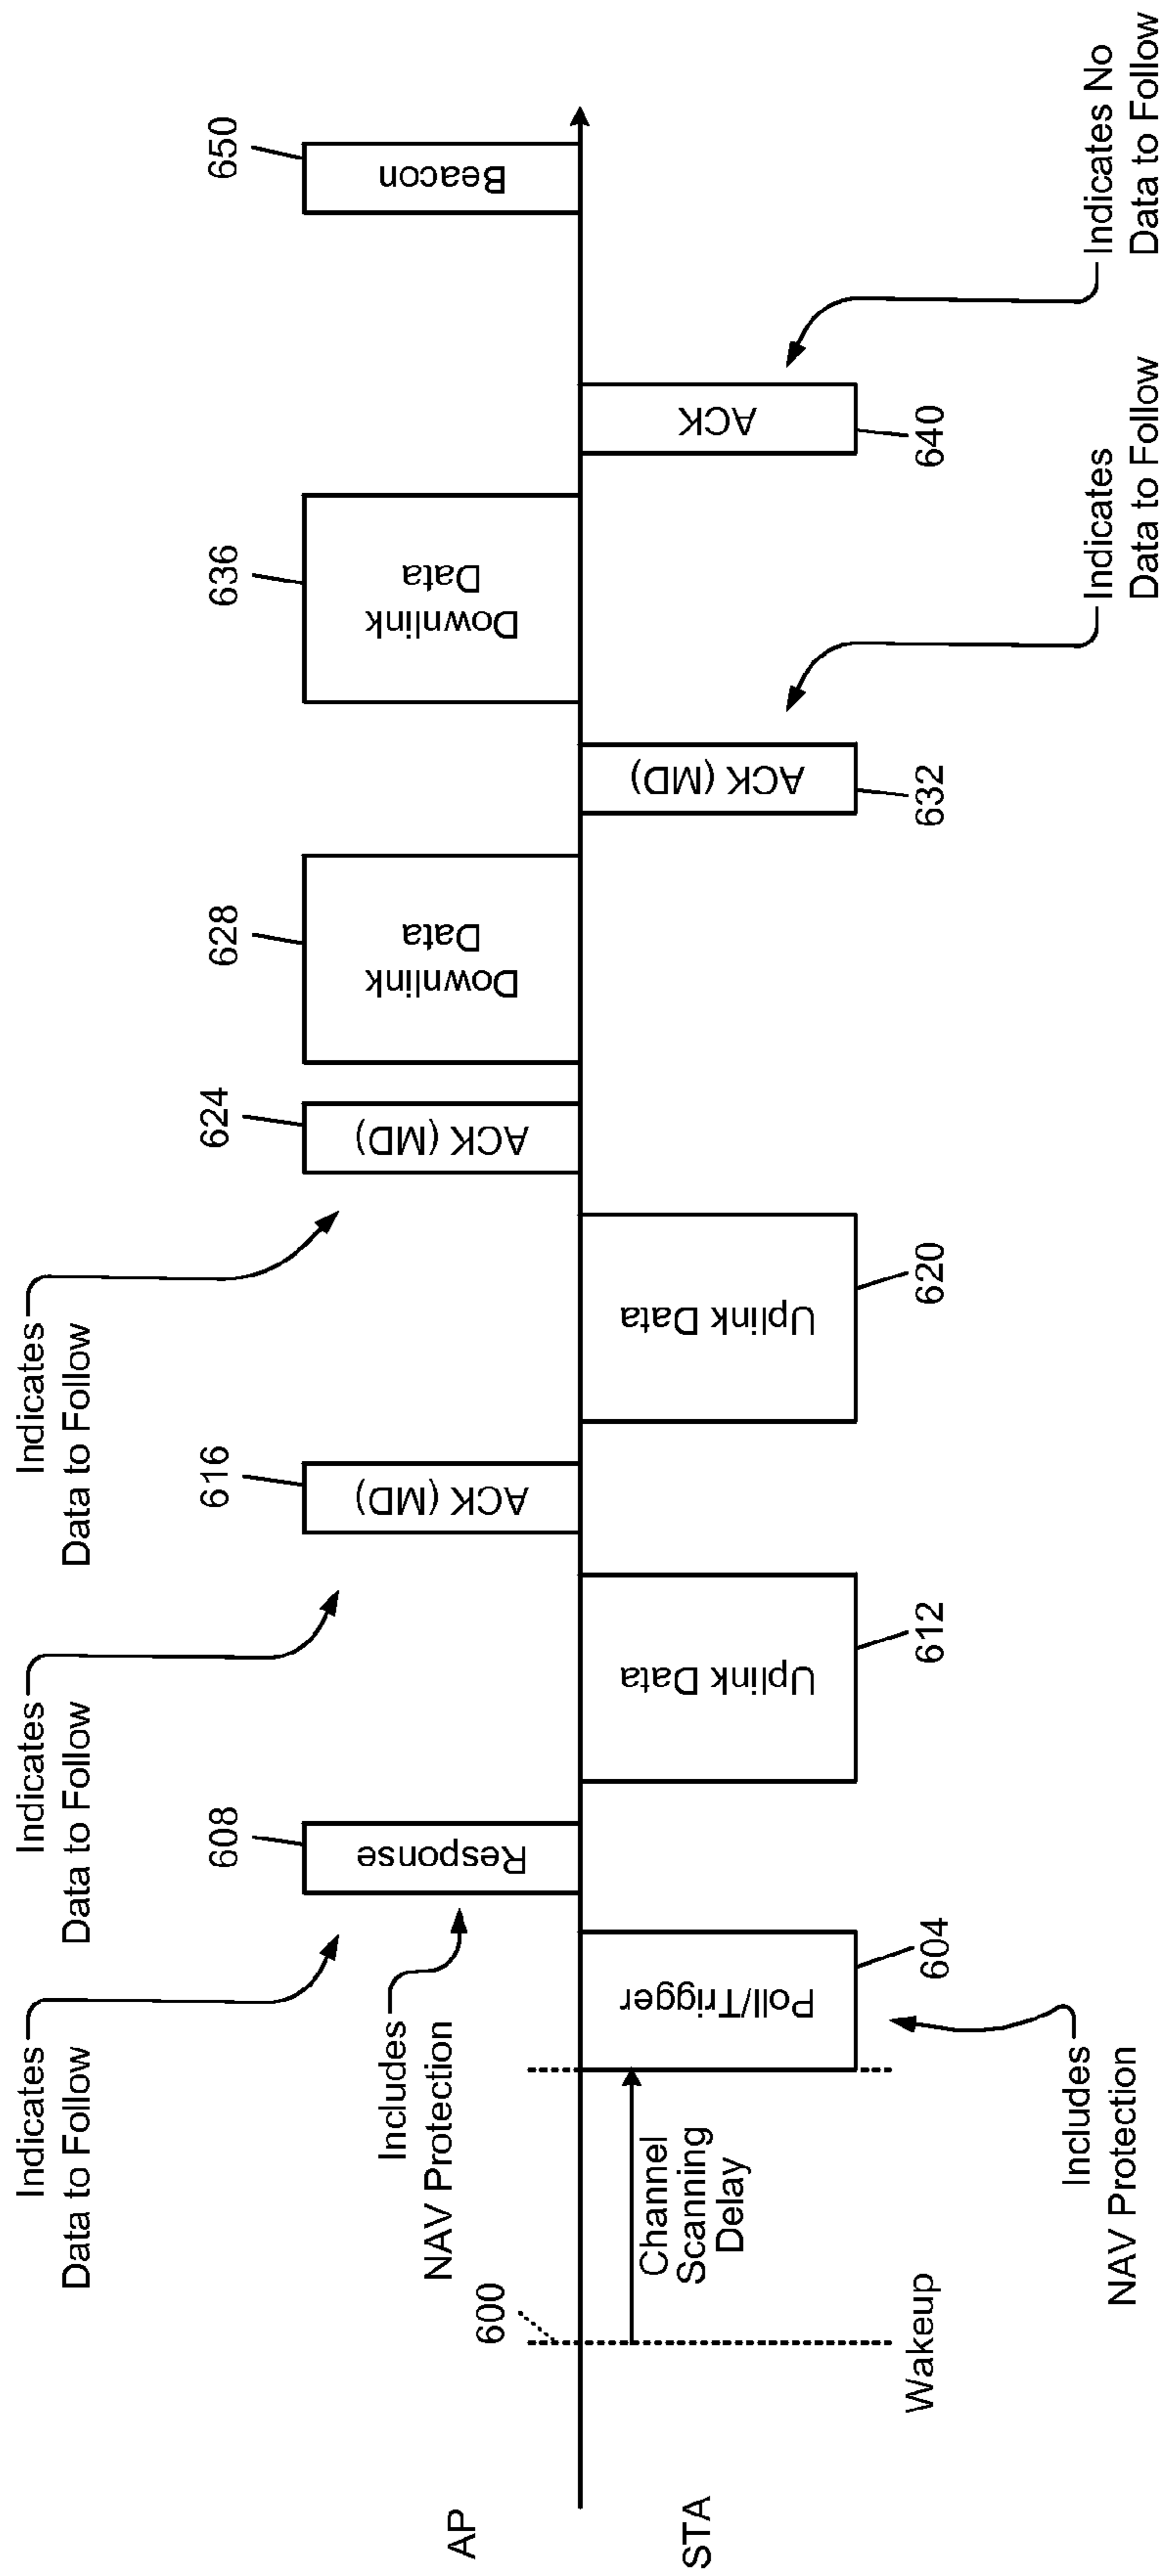 AP
STA
600
Wakeup
Channel
Scanning
Delay
Includes
NAV Protection
Poll/Trigger
604
Includes
NAV Protection
Indicates
Data to Follow
Response
608
Uplink Data
612
Indicates
Data to Follow
ACK (MD)
616
Uplink Data
620
Indicates
Data to Follow
ACK (MD)
624
Downlink
Data
628
ACK (MD)
632
Indicates
Data to Follow
Downlink
Data
636
ACK
640
Indicates No
Data to Follow
Beacon
650